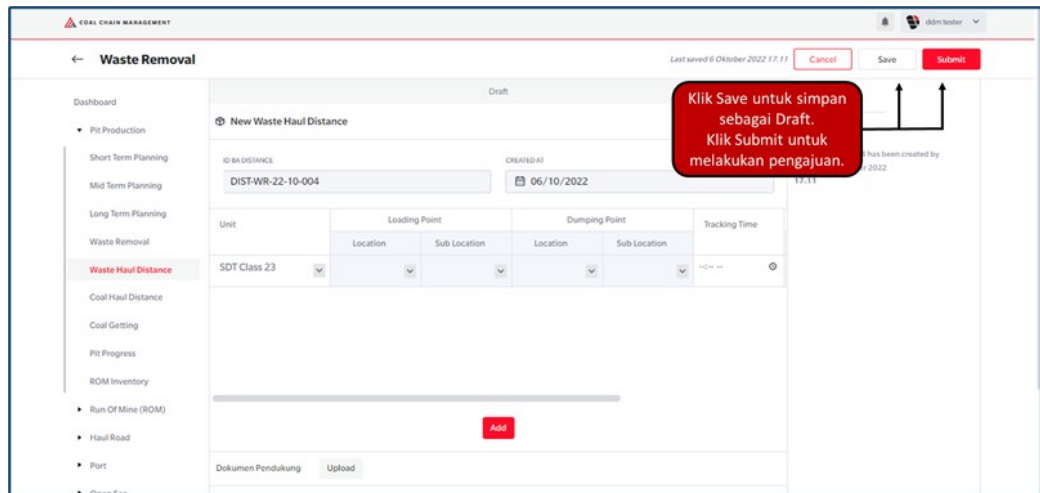 COAL CHAIN MANAGEMENT
ddm tester
← Waste Removal
Last saved 6 Oktober 2022 17.11
Cancel
Save
Submit
Dashboard
Pit Production
Short Term Planning
Mid Term Planning
Long Term Planning
Waste Removal
Waste Haul Distance
Coal Haul Distance
Coal Getting
Pit Progress
ROM Inventory
Run Of Mine (ROM)
Haul Road
Port
Draft
New Waste Haul Distance
ID BA DISTANCE
CREATED AT
DIST-WR-22-10-004
06/10/2022
Unit
Loading Point
Dumping Point
Tracking Time
Location
Sub Location
Location
Sub Location
SDT Class 23
--:-- --
Add
Dokumen Pendukung
Upload
Klik Save untuk simpan
sebagai Draft.
Klik Submit untuk
melakukan pengajuan.
has been created by
2022
17.11